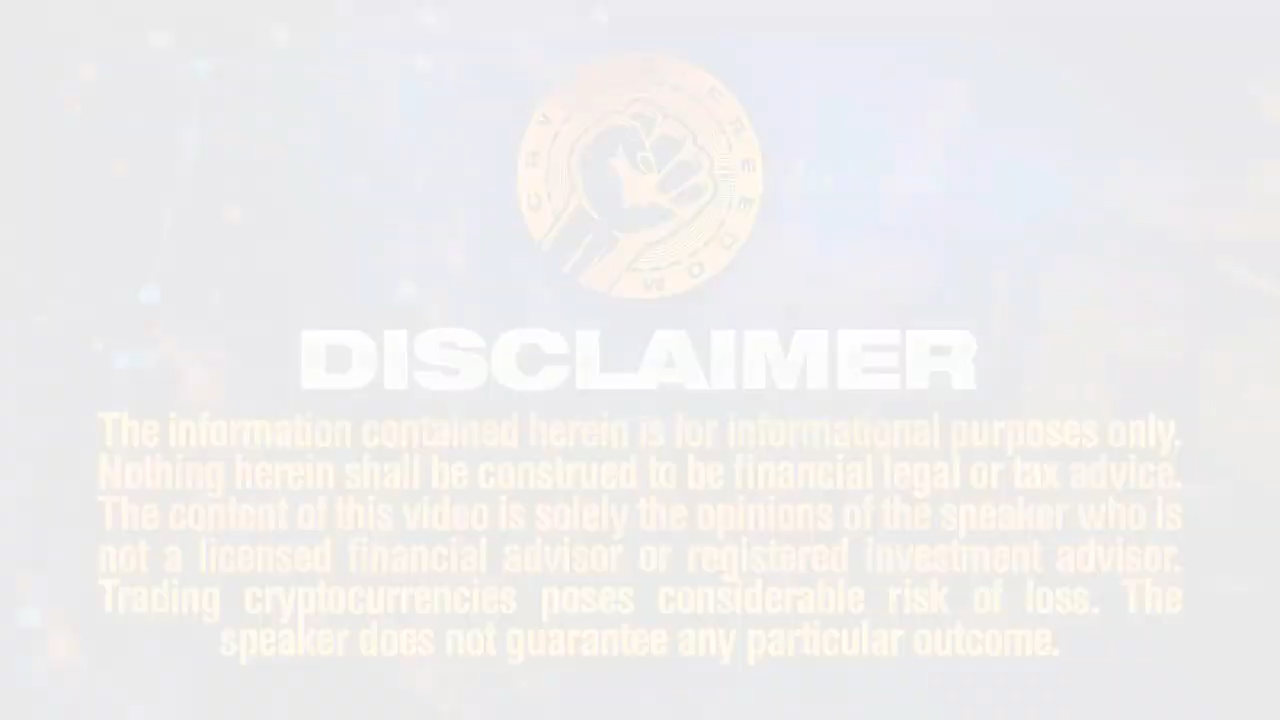 DISCLAIMER
The information contained herein is for informational purposes only.
Nothing herein shall be construed to be financial legal or tax advice.
The content of this video is solely the opinions of the speaker who is
not a licensed financial advisor or registered investment advisor.
Trading cryptocurrencies poses considerable risk of loss. The
speaker does not guarantee any particular outcome.